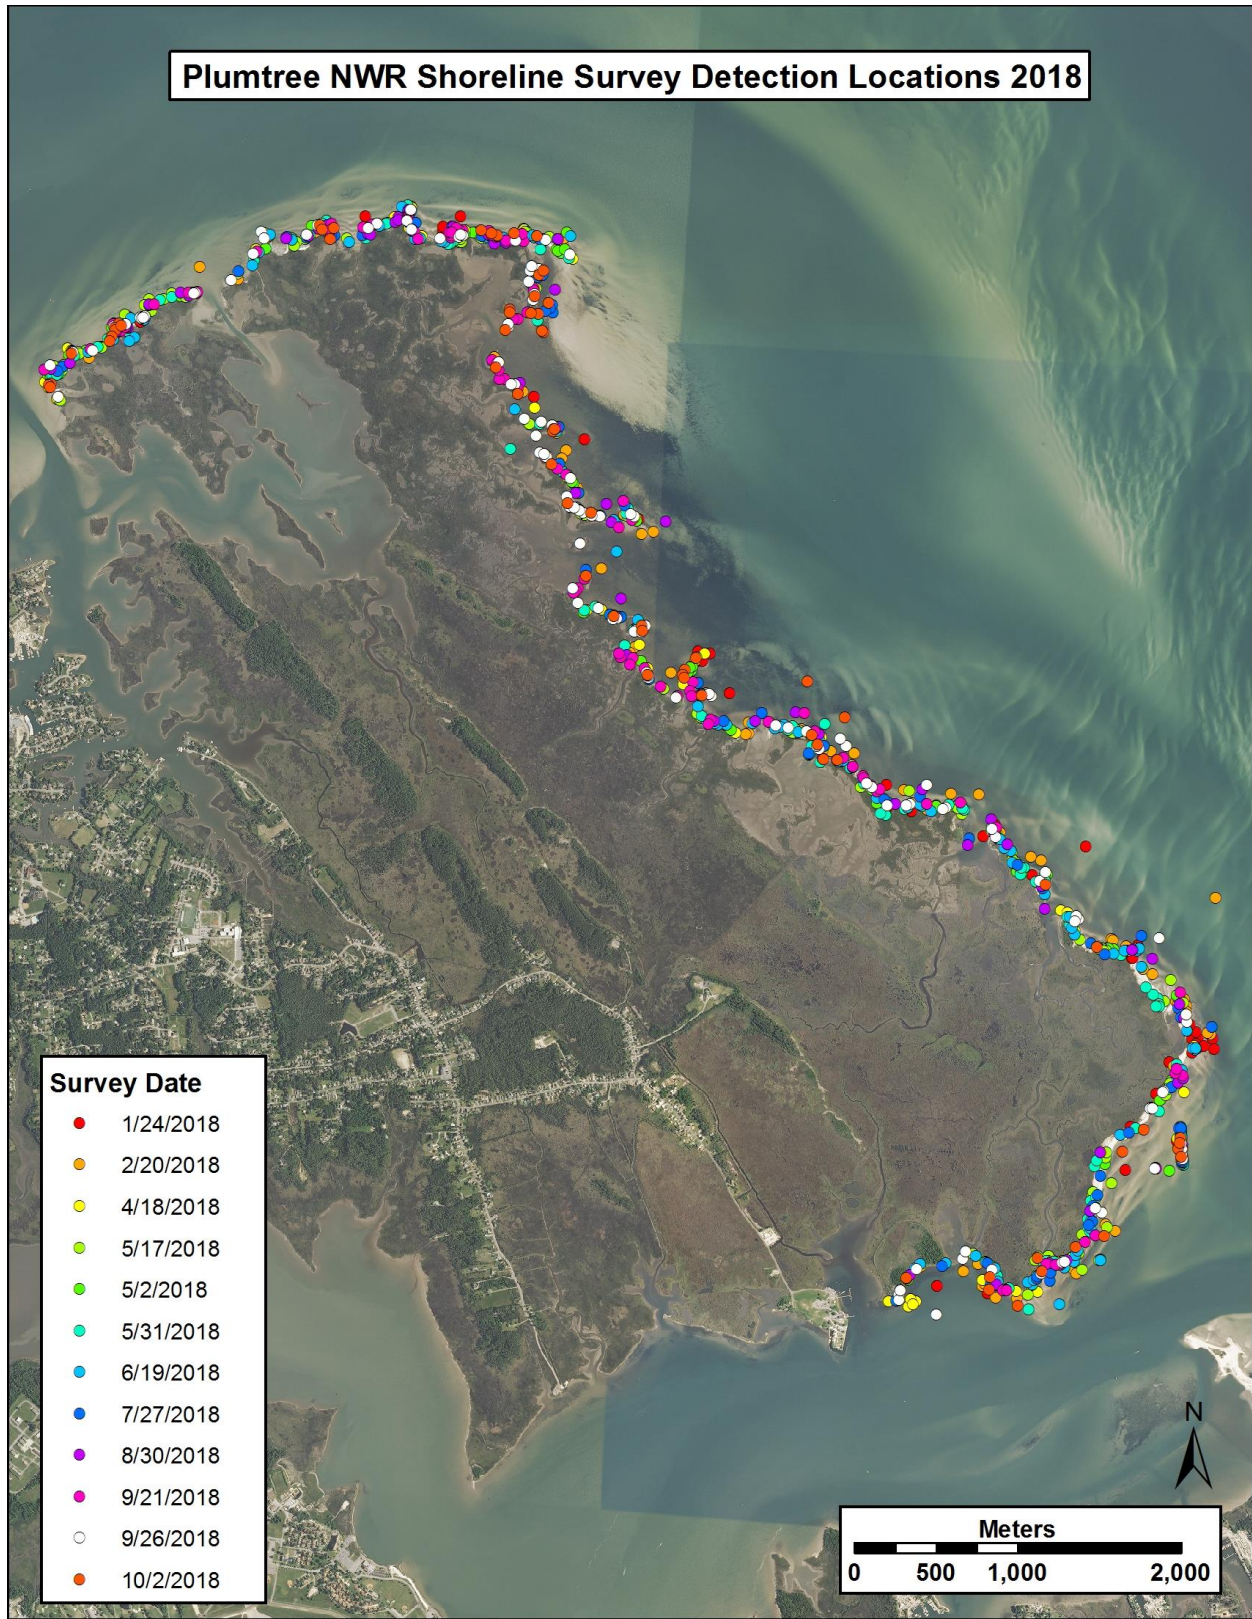 Plumtree NWR Shoreline Survey Detection Locations 2018
Survey Date
1/24/2018
2/20/2018
4/18/2018
5/17/2018
5/2/2018
5/31/2018
6/19/2018
7/27/2018
8/30/2018
9/21/2018
9/26/2018
10/2/2018
N
Meters
0 500 1,000 2,000